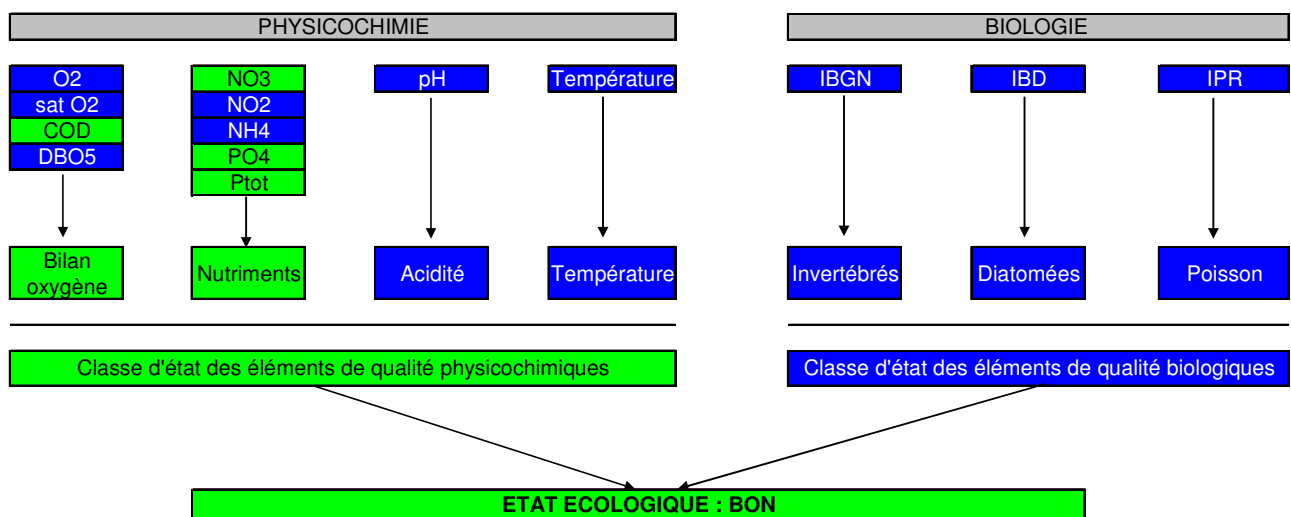 PHYSICOCHIMIE
BIOLOGIE
O2
sat O2
COD
DBO5
NO3
NO2
NH4
PO4
Ptot
pH
Température
IBGN
IBD
IPR
Bilan
oxygène
Nutriments
Acidité
Température
Invertébrés
Diatomées
Poisson
Classe d'état des éléments de qualité physicochimiques
Classe d'état des éléments de qualité biologiques
ETAT ECOLOGIQUE : BON